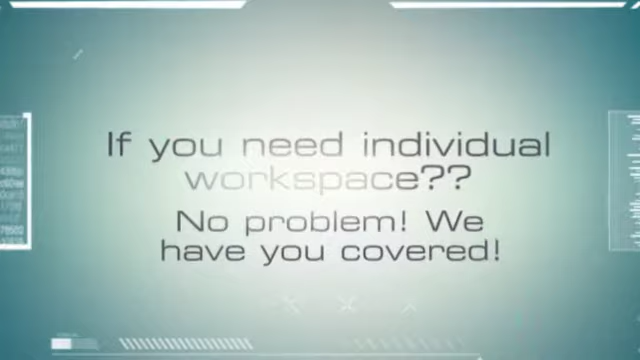 If you need individual
workspace??
No problem! We
have you covered!